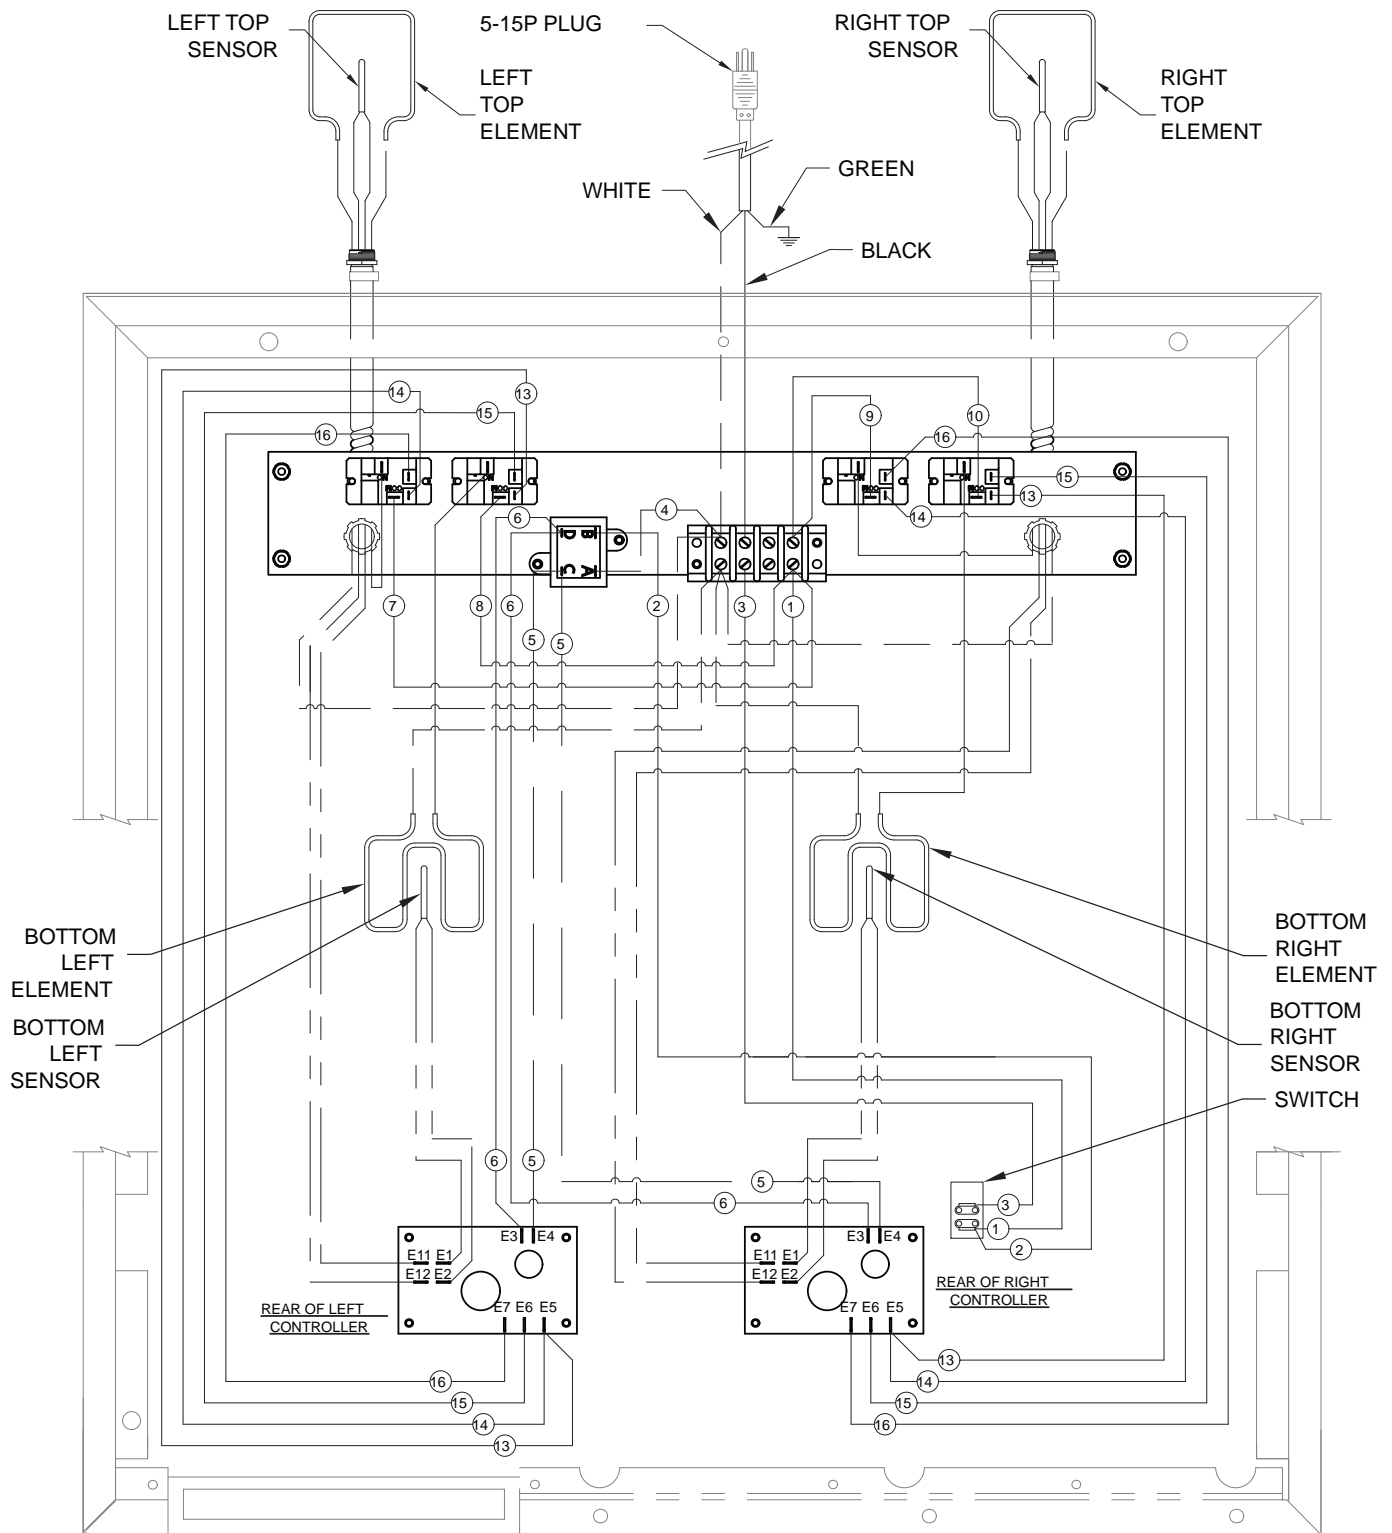 LEFT TOP
SENSOR
LEFT
TOP
ELEMENT
5-15P PLUG
WHITE
GREEN
BLACK
RIGHT TOP
SENSOR
RIGHT
TOP
ELEMENT
14
13
15
16
9
10
16
15
13
14
6
4
D
B
C
A
7
8
6
5
5
2
3
1
BOTTOM
LEFT
ELEMENT
BOTTOM
LEFT
SENSOR
BOTTOM
RIGHT
ELEMENT
BOTTOM
RIGHT
SENSOR
SWITCH
6
5
5
6
3
1
2
E3 E4
E11 E1
E12 E2
E7 E6 E5
REAR OF LEFT
CONTROLLER
E3 E4
E11 E1
E12 E2
E7 E6 E5
REAR OF RIGHT
CONTROLLER
16
15
14
13
13
14
15
16